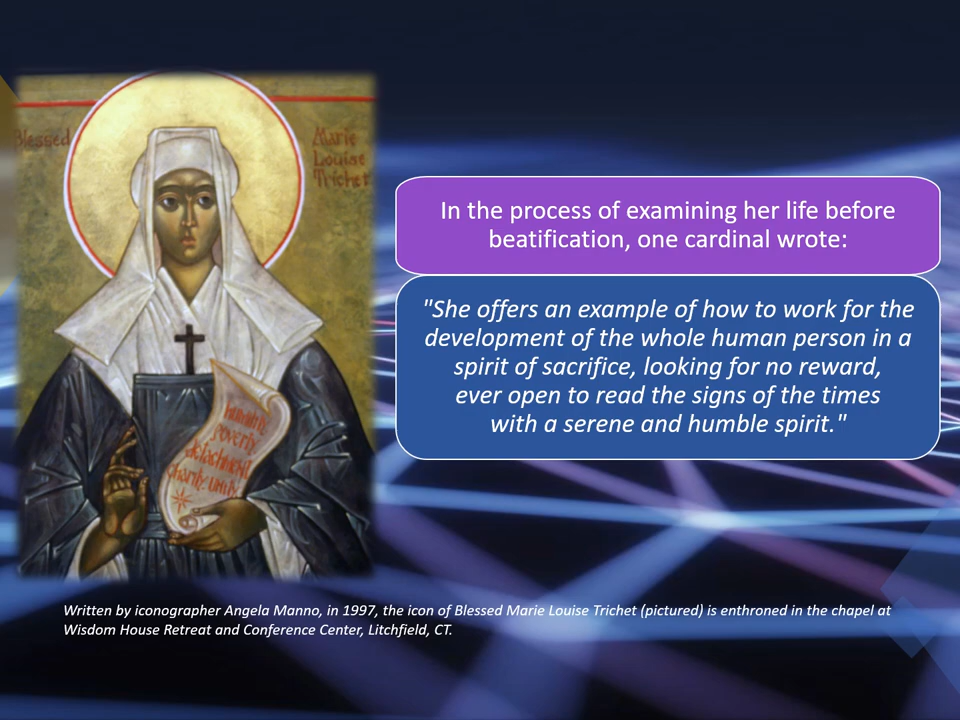 Blessed
Marie
Louise
Trichet
humility
poverty
detachment
charity unity
In the process of examining her life before
beatification, one cardinal wrote:
"She offers an example of how to work for the
development of the whole human person in a
spirit of sacrifice, looking for no reward,
ever open to read the signs of the times
with a serene and humble spirit."
Written by iconographer Angela Manno, in 1997, the icon of Blessed Marie Louise Trichet (pictured) is enthroned in the chapel at
Wisdom House Retreat and Conference Center, Litchfield, CT.